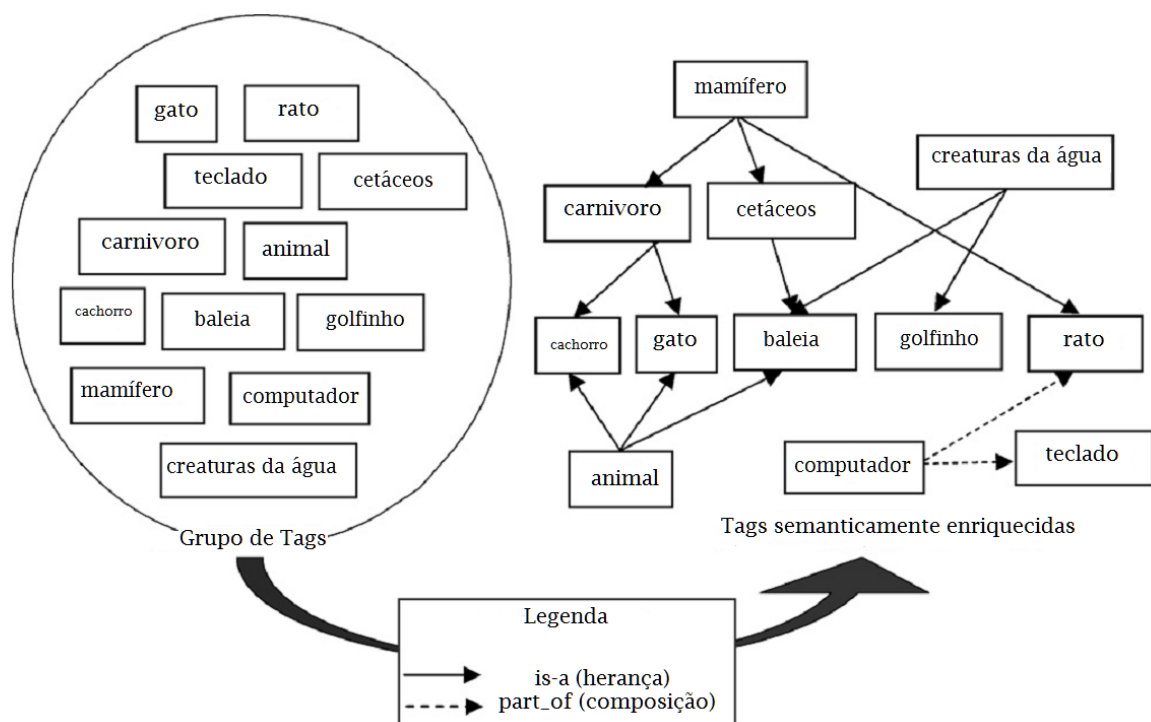 gato
rato
teclado
cetáceos
carnivoro
animal
cachorro
baleia
golfinho
mamífero
computador
creaturas da água
Grupo de Tags
mamífero
creaturas da água
carnivoro
cetáceos
cachorro
gato
baleia
golfinho
rato
animal
computador
teclado
Tags semanticamente enriquecidas
Legenda
is-a (herança)
part_of (composição)